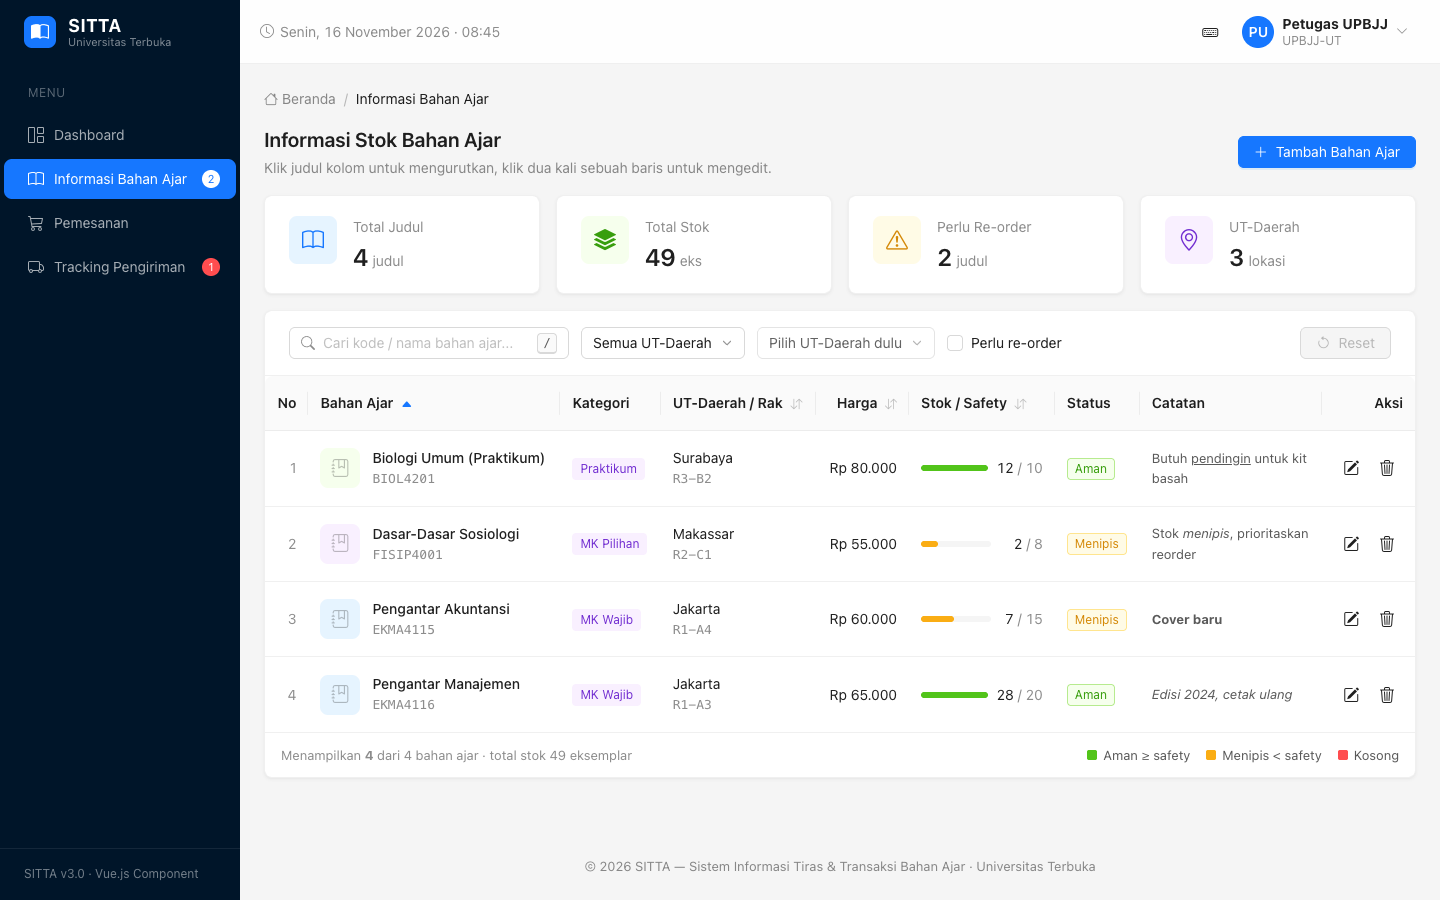 SITTA
Universitas Terbuka
Senin, 16 November 2026 · 08:45
PU
Petugas UPBJJ
UPBJJ-UT
MENU
Dashboard
Informasi Bahan Ajar 2
Pemesanan
Tracking Pengiriman 1
SITTA v3.0 · Vue.js Component
Beranda / Informasi Bahan Ajar
Informasi Stok Bahan Ajar
Klik judul kolom untuk mengurutkan, klik dua kali sebuah baris untuk mengedit.
+ Tambah Bahan Ajar
Total Judul
4 judul
Total Stok
49 eks
Perlu Re-order
2 judul
UT-Daerah
3 lokasi
Cari kode / nama bahan ajar... /
Semua UT-Daerah
Pilih UT-Daerah dulu
Perlu re-order
Reset
No Bahan Ajar Kategori UT-Daerah / Rak Harga Stok / Safety Status Catatan Aksi
1 Biologi Umum (Praktikum) BIOL4201 Praktikum Surabaya R3-B2 Rp 80.000 12 / 10 Aman Butuh pendingin untuk kit basah
2 Dasar-Dasar Sosiologi FISIP4001 MK Pilihan Makassar R2-C1 Rp 55.000 2 / 8 Menipis Stok menipis, prioritaskan reorder
3 Pengantar Akuntansi EKMA4115 MK Wajib Jakarta R1-A4 Rp 60.000 7 / 15 Menipis Cover baru
4 Pengantar Manajemen EKMA4116 MK Wajib Jakarta R1-A3 Rp 65.000 28 / 20 Aman Edisi 2024, cetak ulang
Menampilkan 4 dari 4 bahan ajar · total stok 49 eksemplar
Aman ≥ safety Menipis < safety Kosong
© 2026 SITTA — Sistem Informasi Tiras & Transaksi Bahan Ajar · Universitas Terbuka